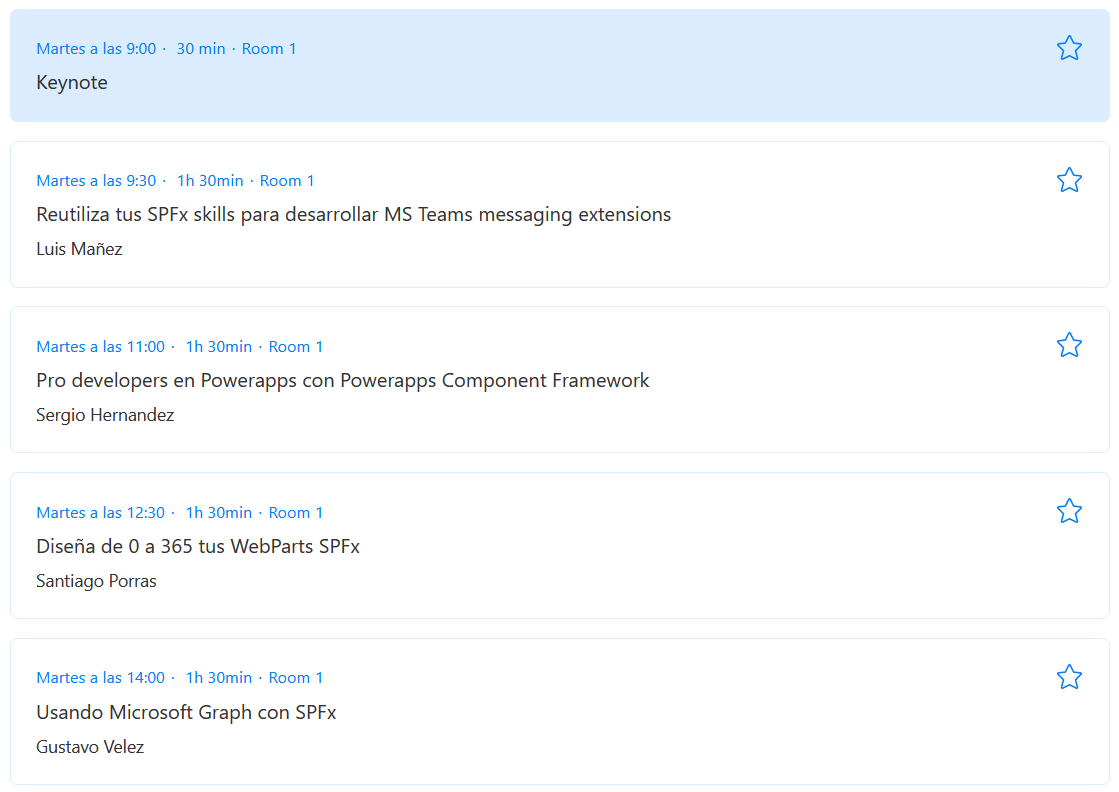 Martes a las 9:00 · 30 min · Room 1
Keynote
Martes a las 9:30 · 1h 30min · Room 1
Reutiliza tus SPFx skills para desarrollar MS Teams messaging extensions
Luis Mañez
Martes a las 11:00 · 1h 30min · Room 1
Pro developers en Powerapps con Powerapps Component Framework
Sergio Hernandez
Martes a las 12:30 · 1h 30min · Room 1
Diseña de 0 a 365 tus WebParts SPFx
Santiago Porras
Martes a las 14:00 · 1h 30min · Room 1
Usando Microsoft Graph con SPFx
Gustavo Velez